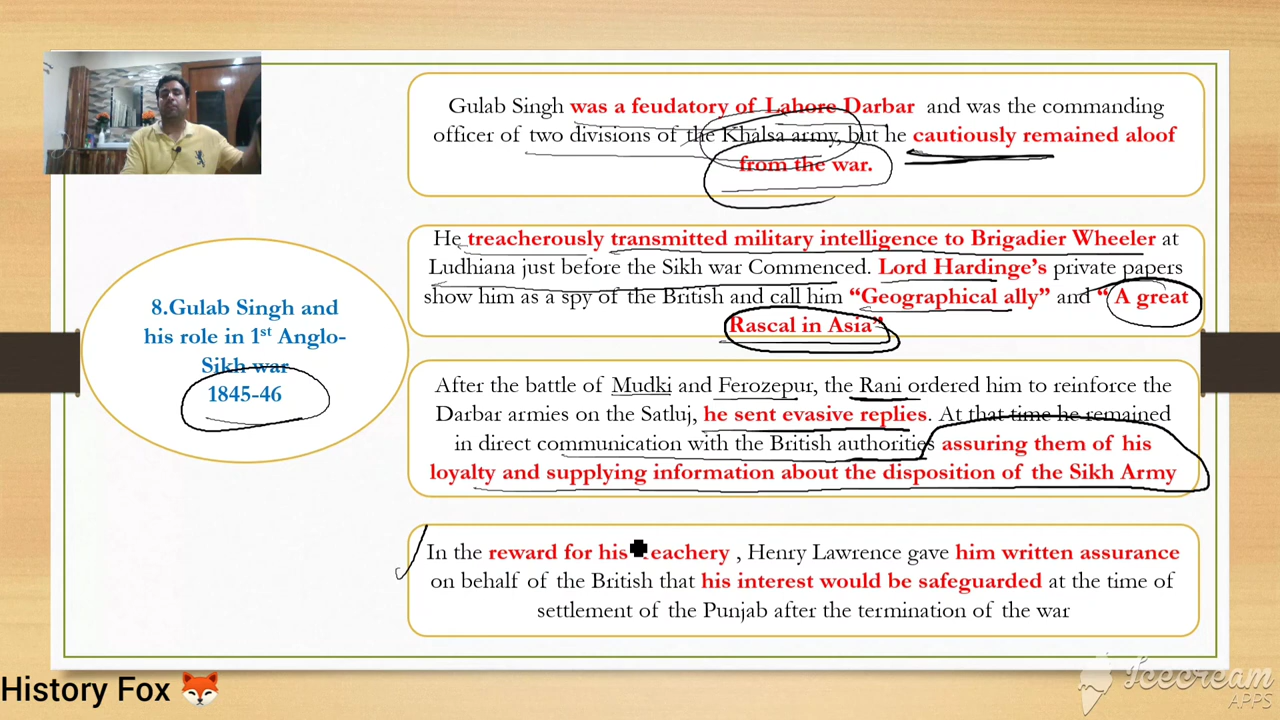 8.Gulab Singh and
his role in 1st Anglo-
Sikh war
1845-46
Gulab Singh was a feudatory of Lahore Darbar and was the commanding
officer of two divisions of the Khalsa army, but he cautiously remained aloof
from the war.
He treacherously transmitted military intelligence to Brigadier Wheeler at
Ludhiana just before the Sikh war Commenced. Lord Hardinge's private papers
show him as a spy of the British and call him "Geographical ally" and " A great
Rascal in Asia"
After the battle of Mudki and Ferozepur, the Rani ordered him to reinforce the
Darbar armies on the Satluj, he sent evasive replies. At that time he remained
in direct communication with the British authorities assuring them of his
loyalty and supplying information about the disposition of the Sikh Army
In the reward for his treachery , Henry Lawrence gave him written assurance
on behalf of the British that his interest would be safeguarded at the time of
settlement of the Punjab after the termination of the war
History Fox
Icecream
APPS